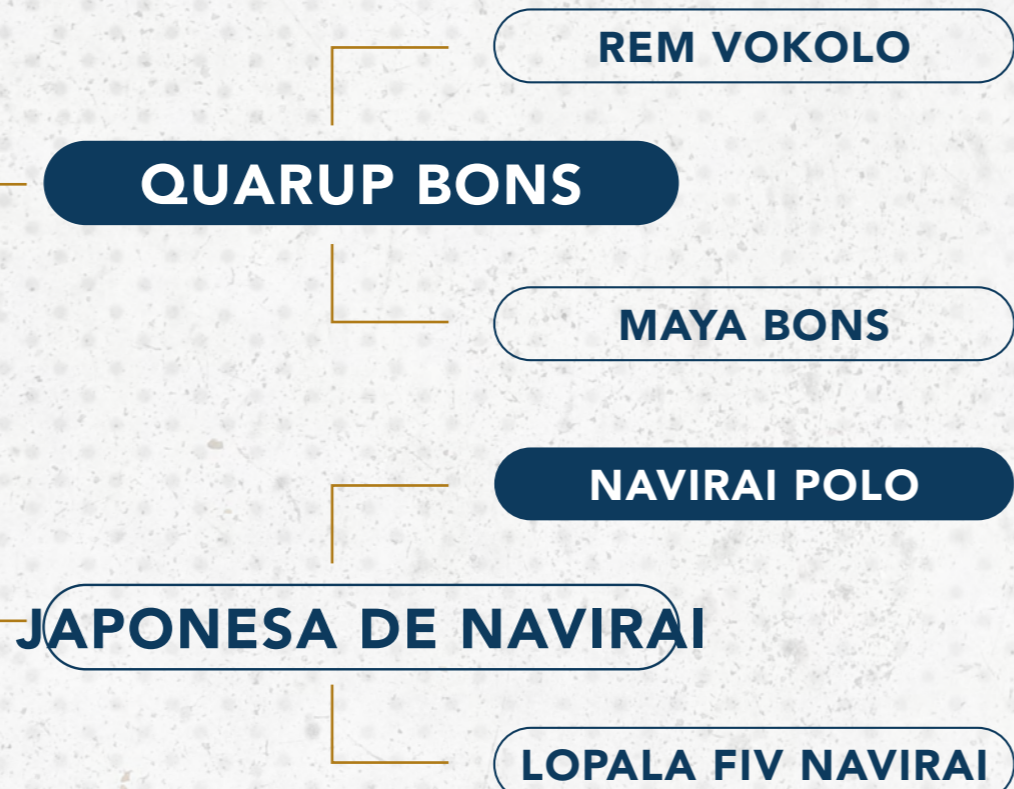 REM VOKOLO
QUARUP BONS
MAYA BONS
NAVIRAI POLO
JAPONESA DE NAVIRAI
LOPALA FIV NAVIRAI